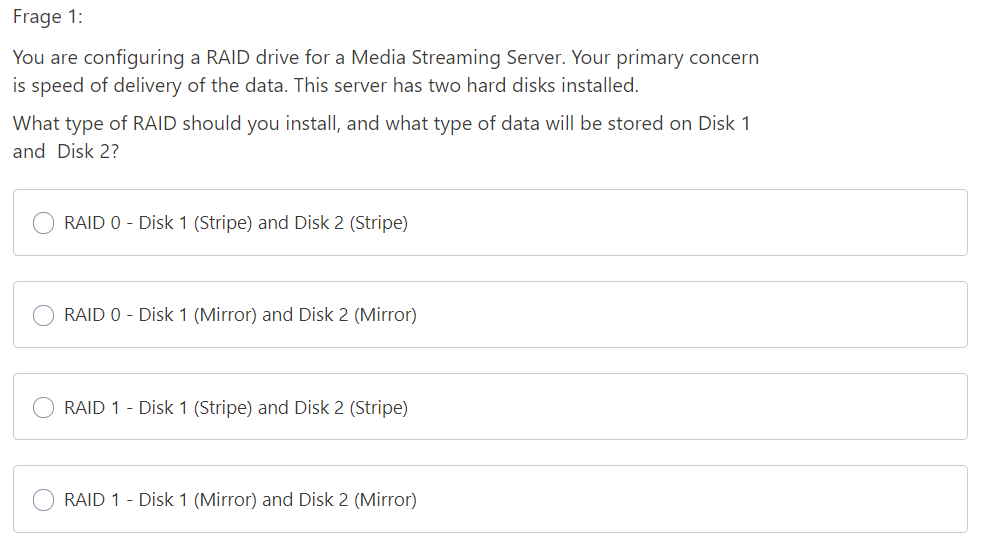 Frage 1:
You are configuring a RAID drive for a Media Streaming Server. Your primary concern
is speed of delivery of the data. This server has two hard disks installed.
What type of RAID should you install, and what type of data will be stored on Disk 1
and  Disk 2?
RAID 0 - Disk 1 (Stripe) and Disk 2 (Stripe)
RAID 0 - Disk 1 (Mirror) and Disk 2 (Mirror)
RAID 1 - Disk 1 (Stripe) and Disk 2 (Stripe)
RAID 1 - Disk 1 (Mirror) and Disk 2 (Mirror)